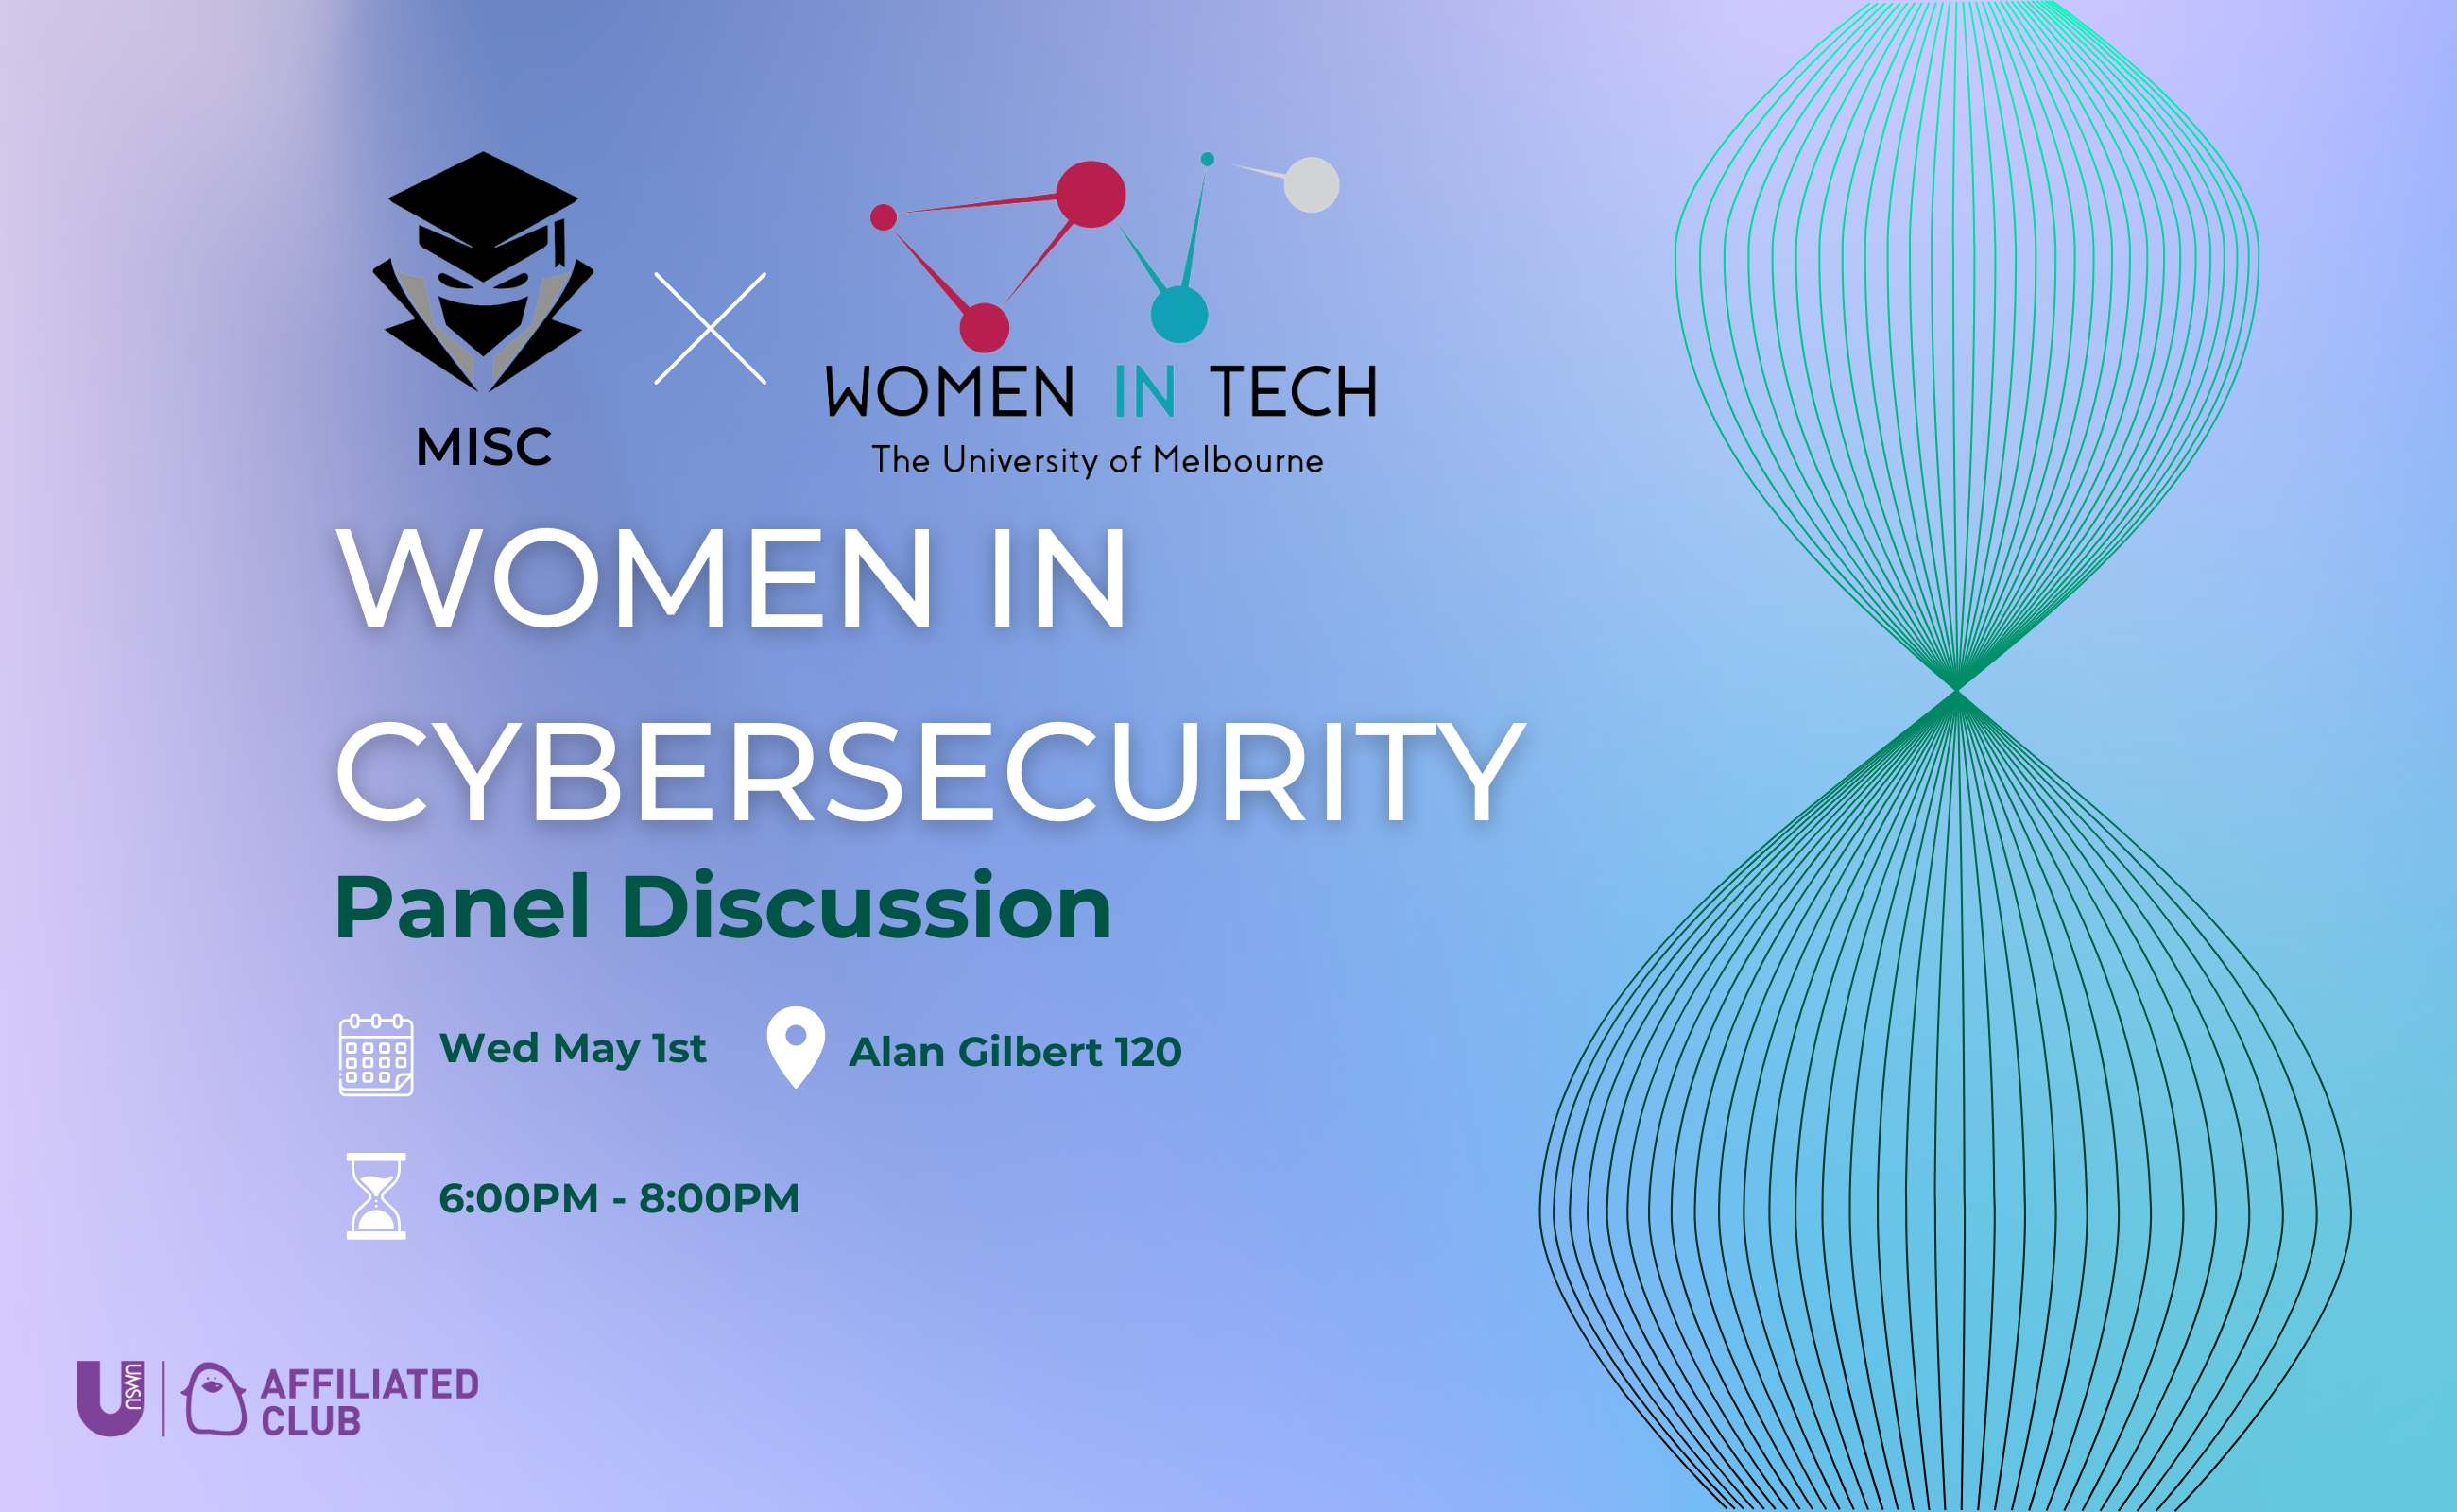 MISC
WOMEN IN TECH
The University of Melbourne
WOMEN IN
CYBERSECURITY
Panel Discussion
Wed May 1st
Alan Gilbert 120
6:00PM - 8:00PM
U
UMSU
AFFILIATED
CLUB